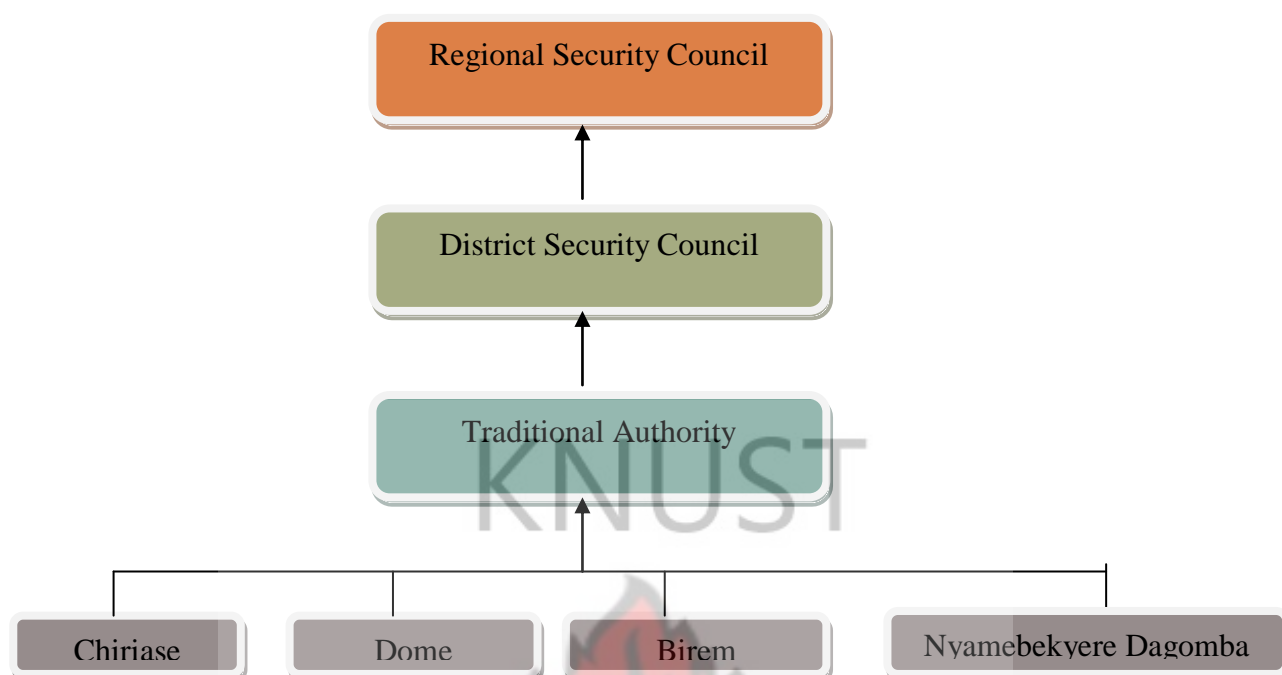 Regional Security Council
District Security Council
Traditional Authority
KNUST
Chiriase
Dome
Birem
Nyamebekyere Dagomba